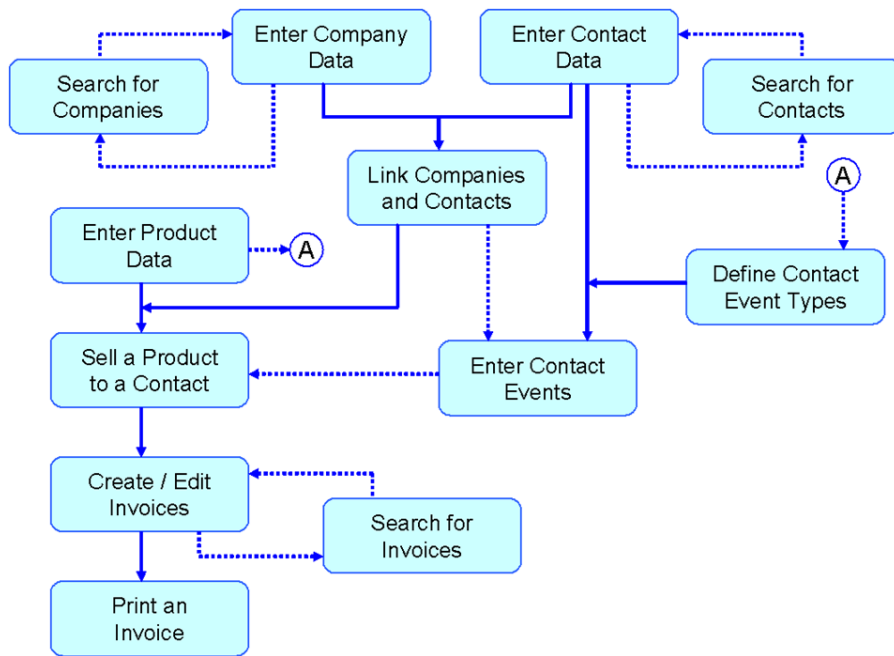 Enter Company
Data
Enter Contact
Data
Search for
Companies
Search for
Contacts
Link Companies
and Contacts
A
Enter Product
Data
A
Define Contact
Event Types
Sell a Product
to a Contact
Enter Contact
Events
Create / Edit
Invoices
Search for
Invoices
Print an
Invoice